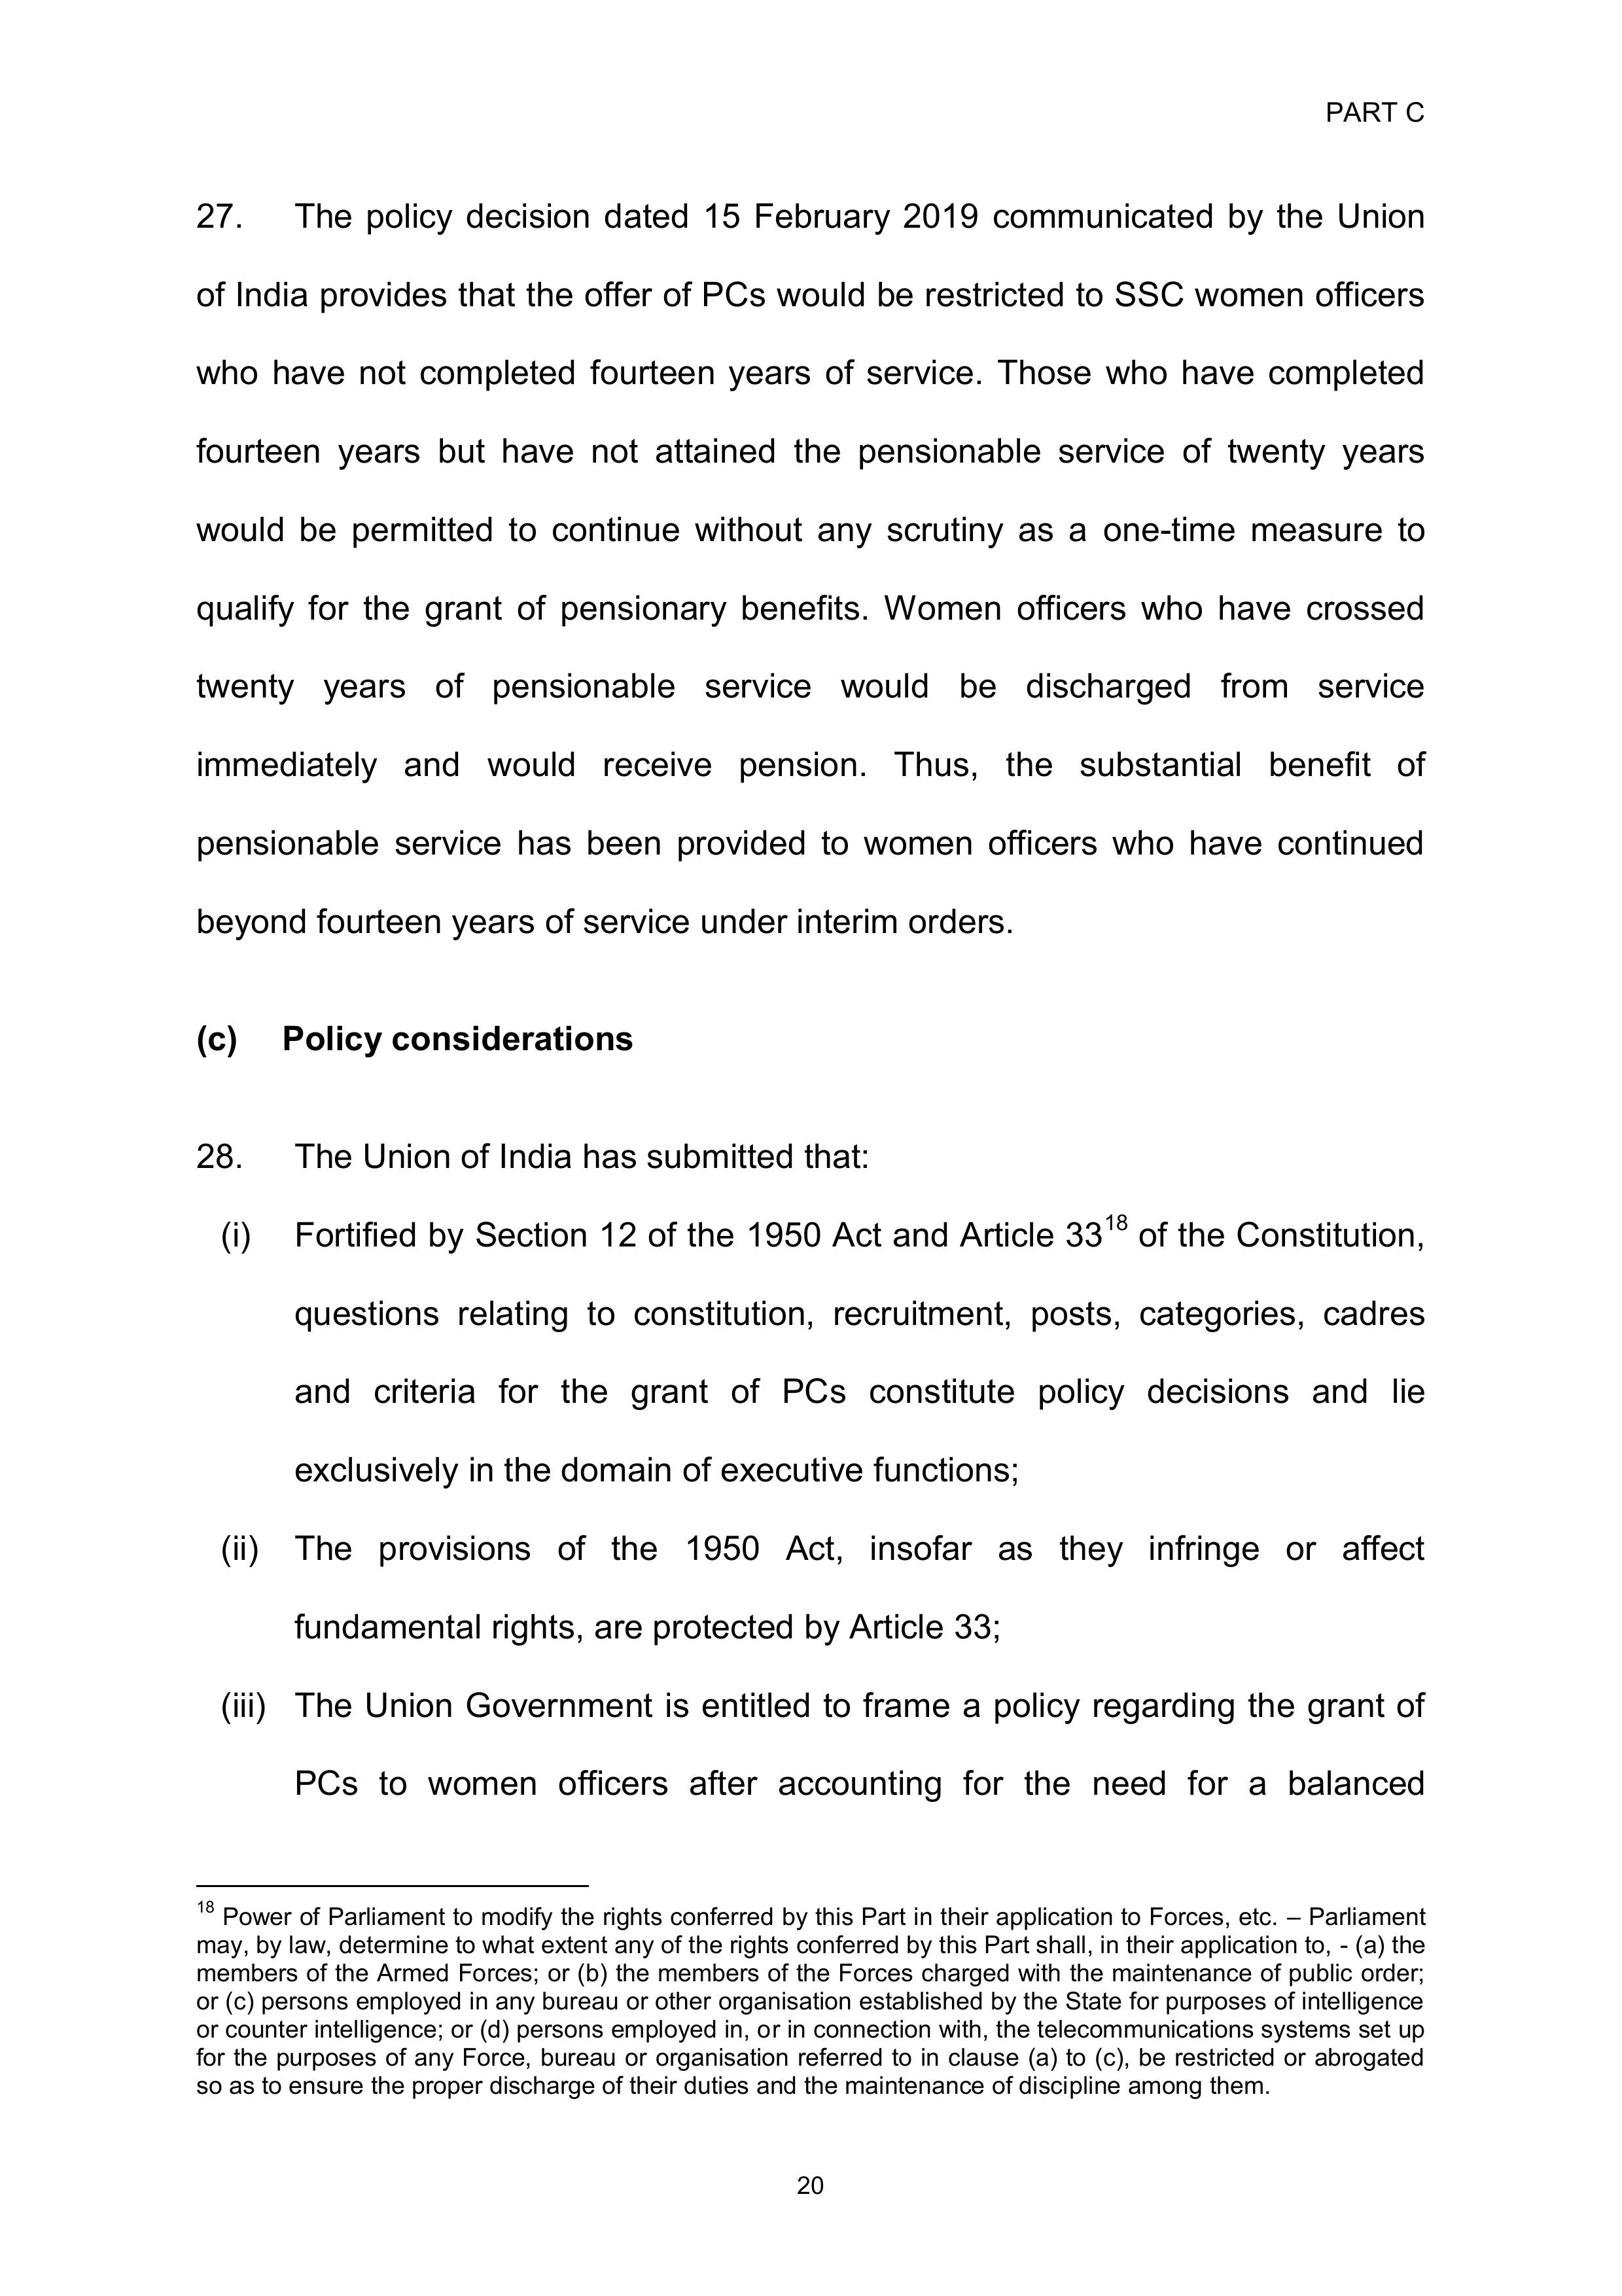 PART C
27. The policy decision dated 15 February 2019 communicated by the Union
of India provides that the offer of PCs would be restricted to SSC women officers
who have not completed fourteen years of service. Those who have completed
fourteen years but have not attained the pensionable service of twenty years
would be permitted to continue without any scrutiny as a one-time measure to
qualify for the grant of pensionary benefits. Women officers who have crossed
twenty years of pensionable service would be discharged from service
immediately and would receive pension. Thus, the substantial benefit of
pensionable service has been provided to women officers who have continued
beyond fourteen years of service under interim orders.
(c) Policy considerations
28. The Union of India has submitted that:
(i) Fortified by Section 12 of the 1950 Act and Article 33¹⁸ of the Constitution,
questions relating to constitution, recruitment, posts, categories, cadres
and criteria for the grant of PCs constitute policy decisions and lie
exclusively in the domain of executive functions;
(ii) The provisions of the 1950 Act, insofar as they infringe or affect
fundamental rights, are protected by Article 33;
(iii) The Union Government is entitled to frame a policy regarding the grant of
PCs to women officers after accounting for the need for a balanced
¹⁸ Power of Parliament to modify the rights conferred by this Part in their application to Forces, etc. – Parliament
may, by law, determine to what extent any of the rights conferred by this Part shall, in their application to, - (a) the
members of the Armed Forces; or (b) the members of the Forces charged with the maintenance of public order;
or (c) persons employed in any bureau or other organisation established by the State for purposes of intelligence
or counter intelligence; or (d) persons employed in, or in connection with, the telecommunications systems set up
for the purposes of any Force, bureau or organisation referred to in clause (a) to (c), be restricted or abrogated
so as to ensure the proper discharge of their duties and the maintenance of discipline among them.
20